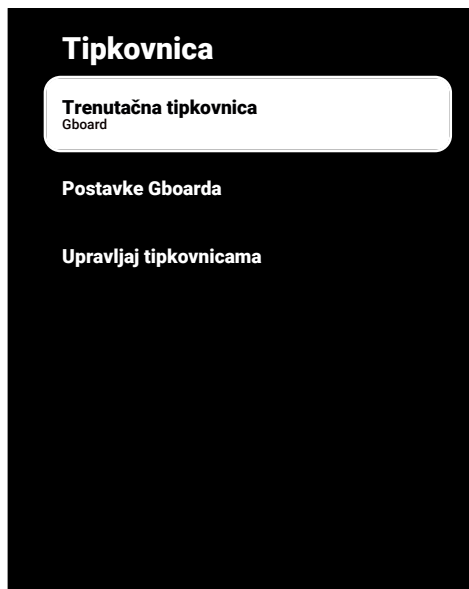 Tipkovnica
Trenutačna tipkovnica
Gboard
Postavke Gboarda
Upravljaj tipkovnicama